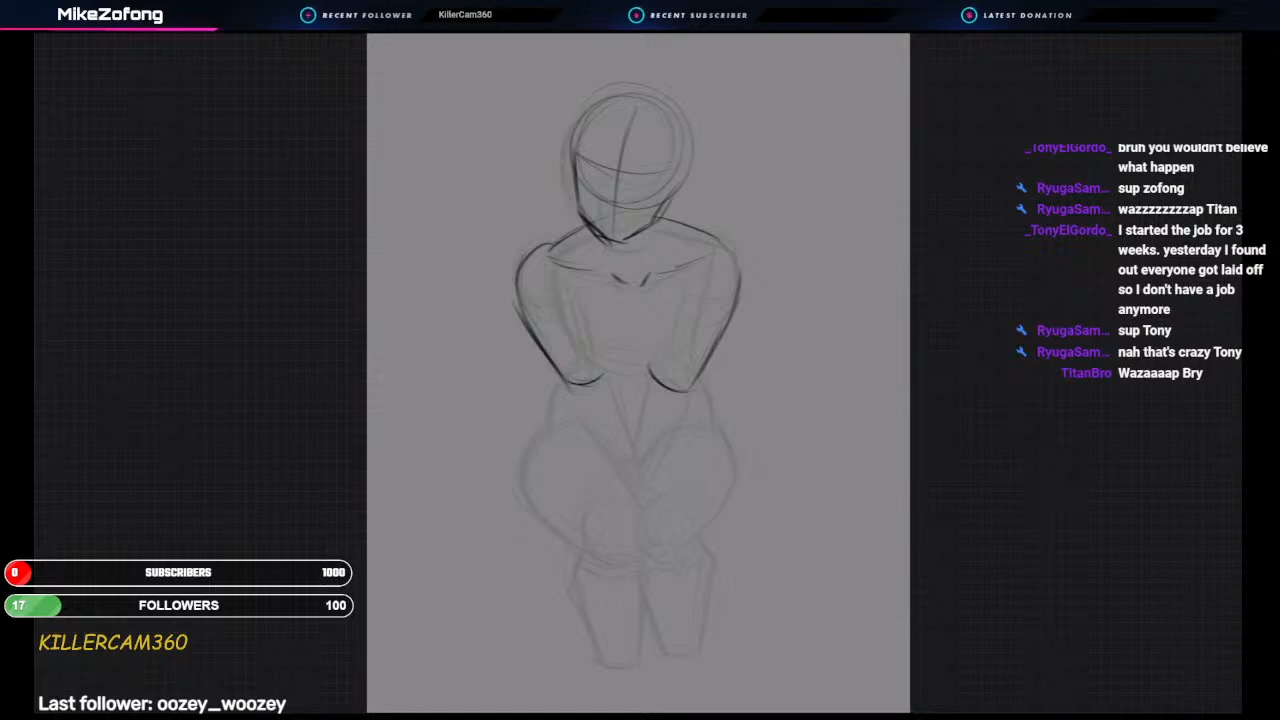 MikeZofong
RECENT FOLLOWER
KillerCam360
RECENT SUBSCRIBER
LATEST DONATION
_TonyElGordo_ bruh you wouldn't believe
what happen
RyugaSam... sup zofong
RyugaSam... wazzzzzzzap Titan
_TonyElGordo_ I started the job for 3
weeks. yesterday I found
out everyone got laid off
so I don't have a job
anymore
RyugaSam... sup Tony
RyugaSam... nah that's crazy Tony
TitanBro Wazaaaap Bry
0 SUBSCRIBERS 1000
17 FOLLOWERS 100
KILLERCAM360
Last follower: oozey_woozey